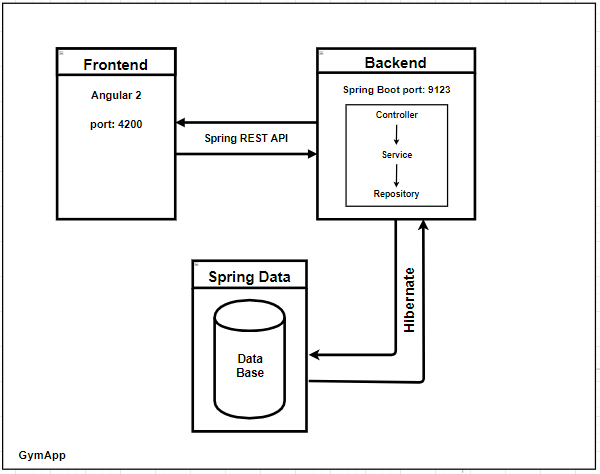 Frontend
Angular 2
port: 4200
Spring REST API
Backend
Spring Boot port: 9123
Controller
Service
Repository
Hibernate
Spring Data
Data
Base
GymApp